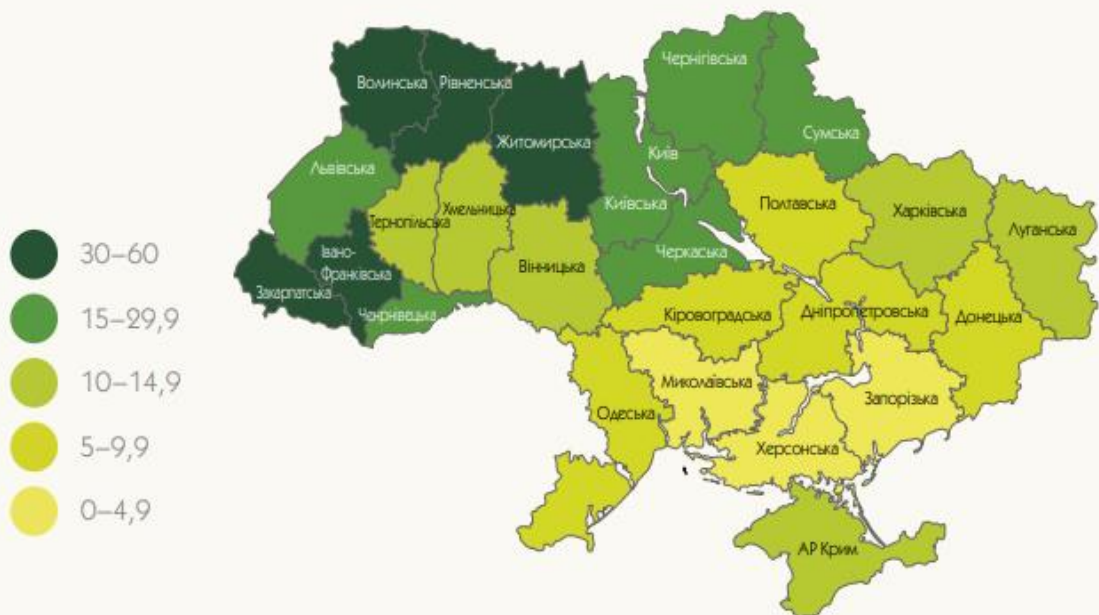 Чернігівська
Волинська
Рівненська
Сумська
Житомирська
Київ
Львівська
Київська
Полтавська
Харківська
Хмельницька
Тернопільська
Луганська
Черкаська
Вінницька
Івано-
Франківська
Закарпатська
Чернівецька
Кіровоградська
Дніпропетровська
Донецька
Миколаївська
Запорізька
Одеська
Херсонська
АР Крим
30–60
15–29,9
10–14,9
5–9,9
0–4,9